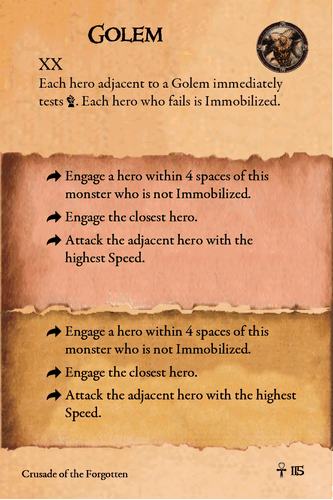 Golem
XX
Each hero adjacent to a Golem immediately
tests . Each hero who fails is Immobilized.
Engage a hero within 4 spaces of this
monster who is not Immobilized.
Engage the closest hero.
Attack the adjacent hero with the
highest Speed.
Engage a hero within 4 spaces of this
monster who is not Immobilized.
Engage the closest hero.
Attack the adjacent hero with the highest
Speed.
Crusade of the Forgotten
115